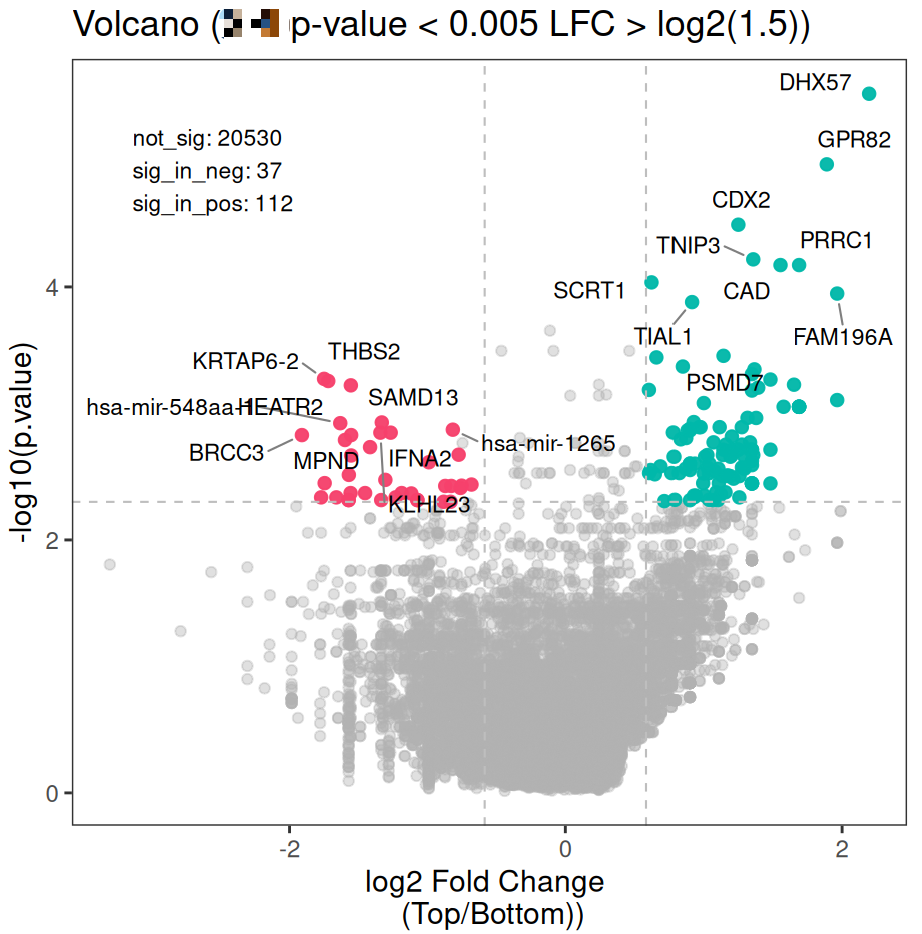 Volcano (p-value < 0.005 LFC > log2(1.5))
DHX57
GPR82
not_sig: 20530
sig_in_neg: 37
sig_in_pos: 112
CDX2
TNIP3
PRRC1
4
SCRT1
CAD
TIAL1
FAM196A
KRTAP6-2
THBS2
PSMD7
SAMD13
hsa-mir-548aa-1
HEATR2
BRCC3
hsa-mir-1265
MPND
IFNA2
KLHL23
2
0
-log10(p.value)
-2
0
2
log2 Fold Change
(Top/Bottom))